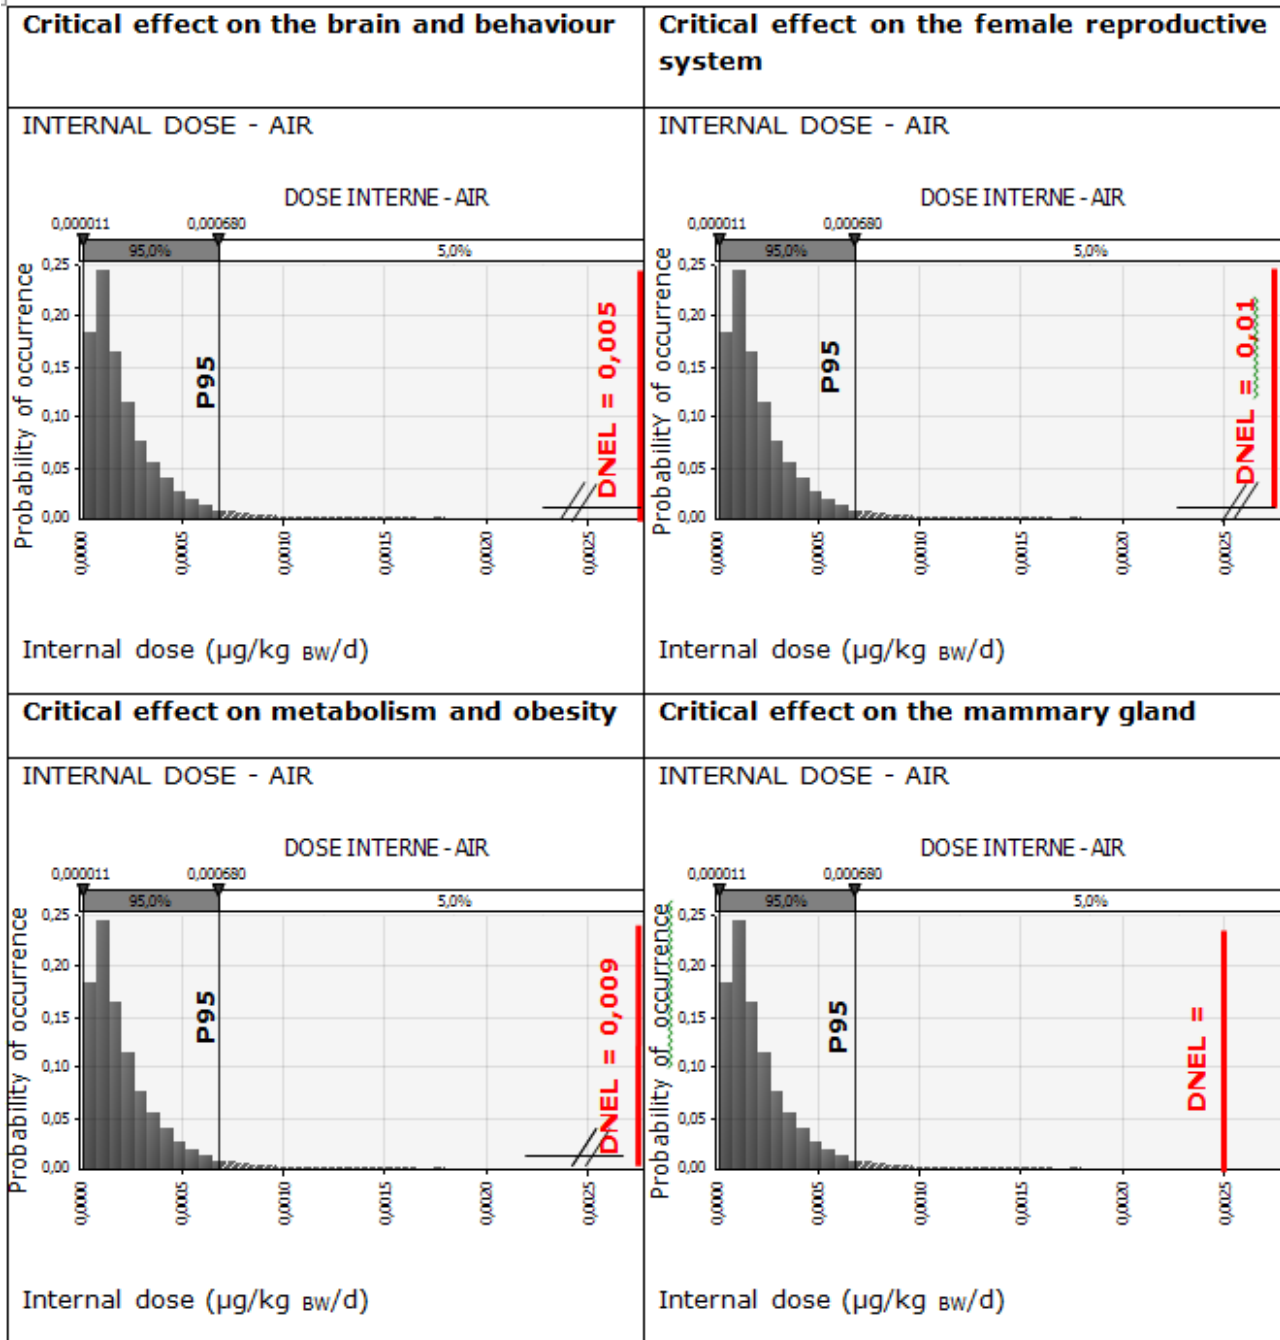 Critical effect on the brain and behaviour
Critical effect on the female reproductive
system
INTERNAL DOSE - AIR
INTERNAL DOSE - AIR
DOSE INTERNE - AIR
0,000011 0,000680
95,0% 5,0%
Probability of occurrence
0,25
0,20
0,15
0,10
0,05
0,00
P95
DNEL = 0,005
0,0000 0,0005 0,0010 0,0015 0,0020 0,0025
Internal dose (µg/kg BW/d)
DOSE INTERNE - AIR
0,000011 0,000680
95,0% 5,0%
Probability of occurrence
0,25
0,20
0,15
0,10
0,05
0,00
P95
DNEL = 0,01
0,0000 0,0005 0,0010 0,0015 0,0020 0,0025
Internal dose (µg/kg BW/d)
Critical effect on metabolism and obesity
Critical effect on the mammary gland
INTERNAL DOSE - AIR
INTERNAL DOSE - AIR
DOSE INTERNE - AIR
0,000011 0,000680
95,0% 5,0%
Probability of occurrence
0,25
0,20
0,15
0,10
0,05
0,00
P95
DNEL = 0,009
0,0000 0,0005 0,0010 0,0015 0,0020 0,0025
Internal dose (µg/kg BW/d)
DOSE INTERNE - AIR
0,000011 0,000680
95,0% 5,0%
Probability of occurrence
0,25
0,20
0,15
0,10
0,05
0,00
P95
DNEL =
0,0000 0,0005 0,0010 0,0015 0,0020 0,0025
Internal dose (µg/kg BW/d)